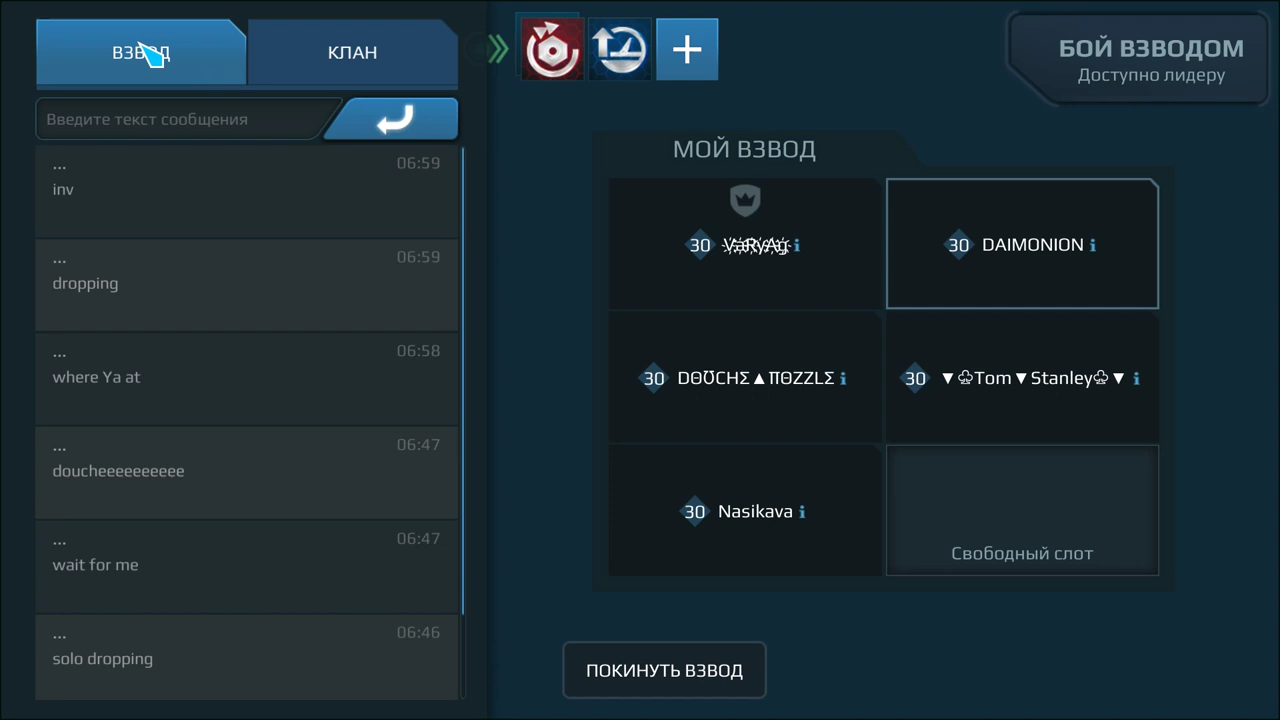 ВЗВОД
КЛАН
Введите текст сообщения
... 06:59
inv
... 06:59
dropping
... 06:58
where Ya at
... 06:47
doucheeeeeeeeee
... 06:47
wait for me
... 06:46
solo dropping
БОЙ ВЗВОДОМ
Доступно лидеру
МОЙ ВЗВОД
30
30 DAIMONION
30 DΘѾCHΣ▲ПΘZZLΣ
30 ▼♧Tom▼Stanley♧▼
30 Nasikava
Свободный слот
ПОКИНУТЬ ВЗВОД